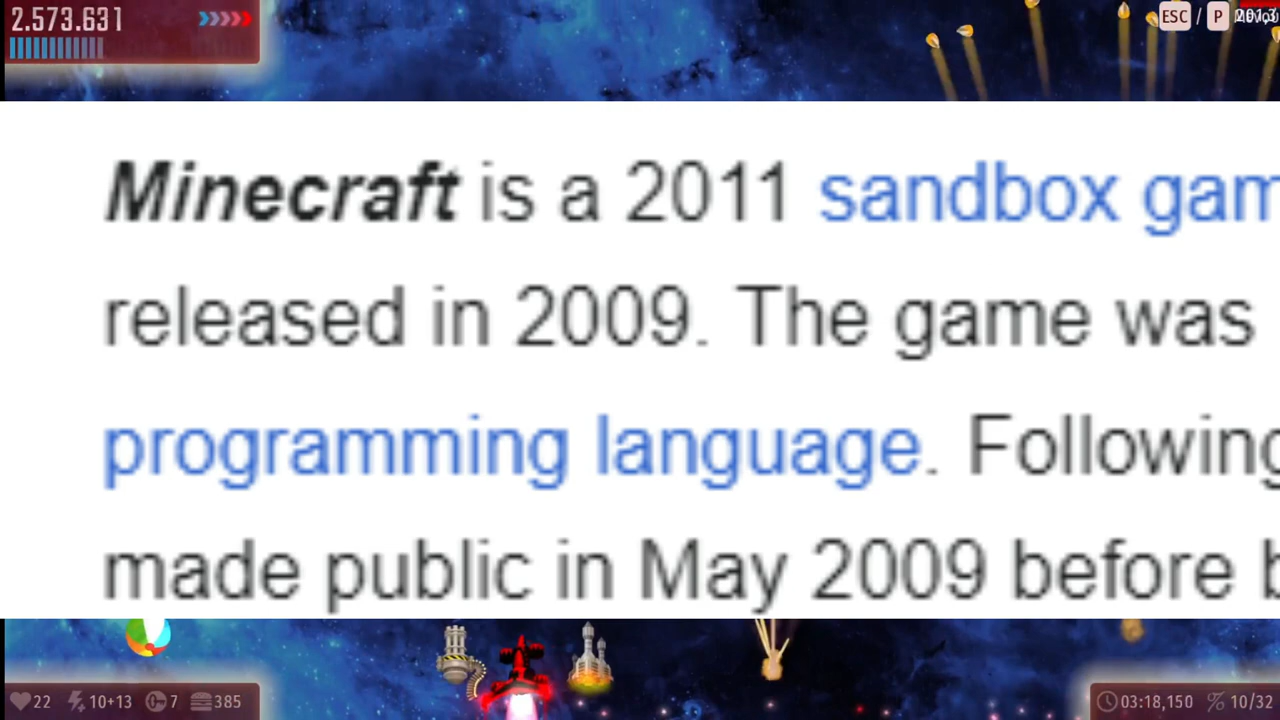 2.573.631
ESC / P
Minecraft is a 2011 sandbox gam
released in 2009. The game was
programming language. Following
made public in May 2009 before b
22 10+13 7 385
03:18,150 10/32